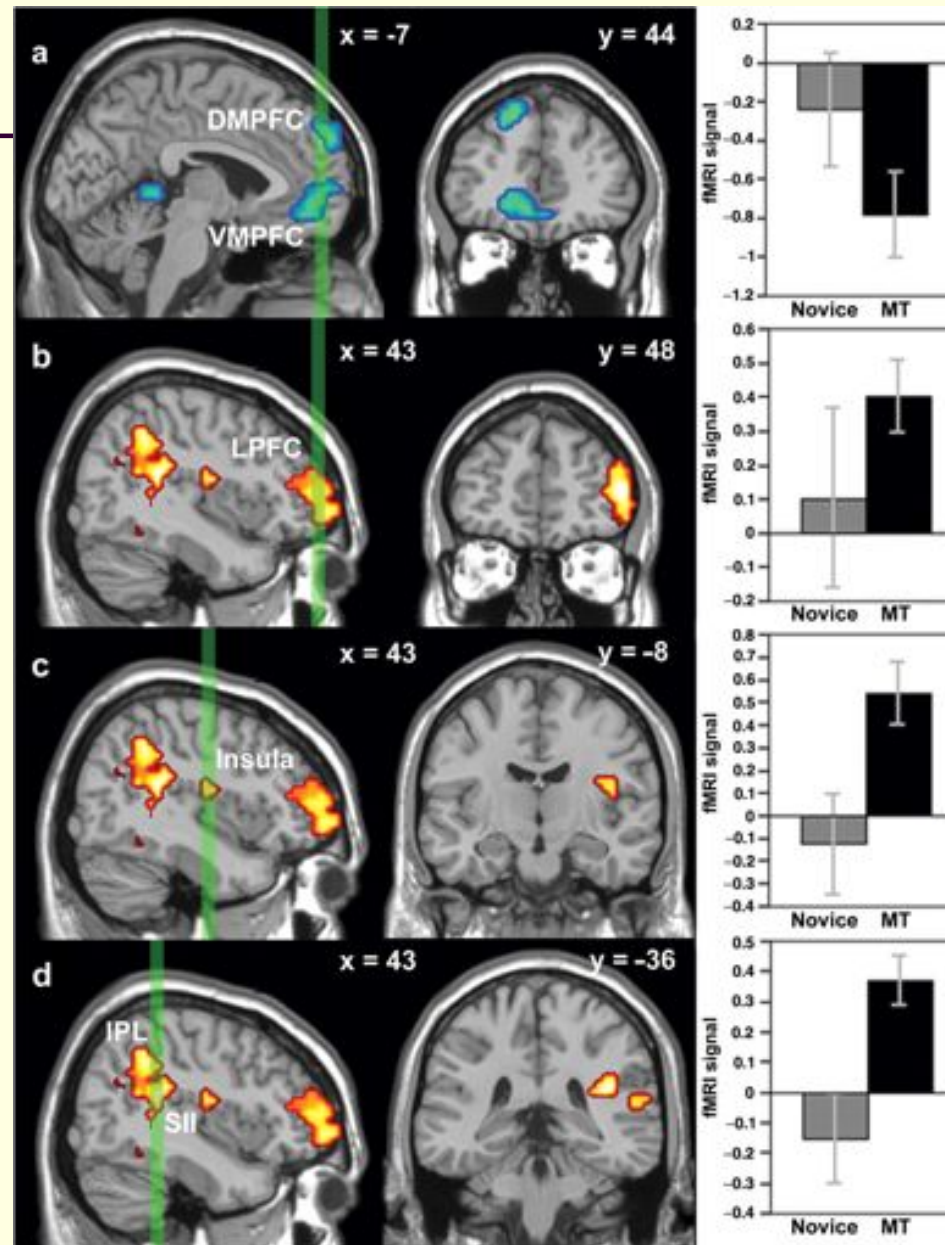 a
x = -7
y = 44
DMPFC
VMPFC
0.2
0
-0.2
-0.4
-0.6
-0.8
-1
-1.2
fMRI signal
Novice MT
b
x = 43
y = 48
LPFC
0.6
0.5
0.4
0.3
0.2
0.1
0
-0.1
-0.2
fMRI signal
Novice MT
c
x = 43
y = -8
Insula
0.8
0.7
0.6
0.5
0.4
0.3
0.2
0.1
0
-0.1
-0.2
-0.3
-0.4
fMRI signal
Novice MT
d
x = 43
y = -36
IPL
SII
0.5
0.4
0.3
0.2
0.1
0
-0.1
-0.2
-0.3
-0.4
fMRI signal
Novice MT